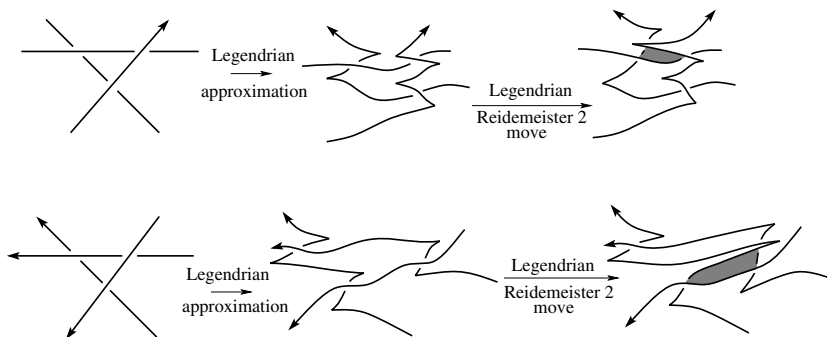 Legendrian
approximation
Legendrian
Reidemeister 2
move
Legendrian
approximation
Legendrian
Reidemeister 2
move